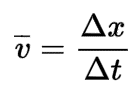 v̅ = Δx / Δt